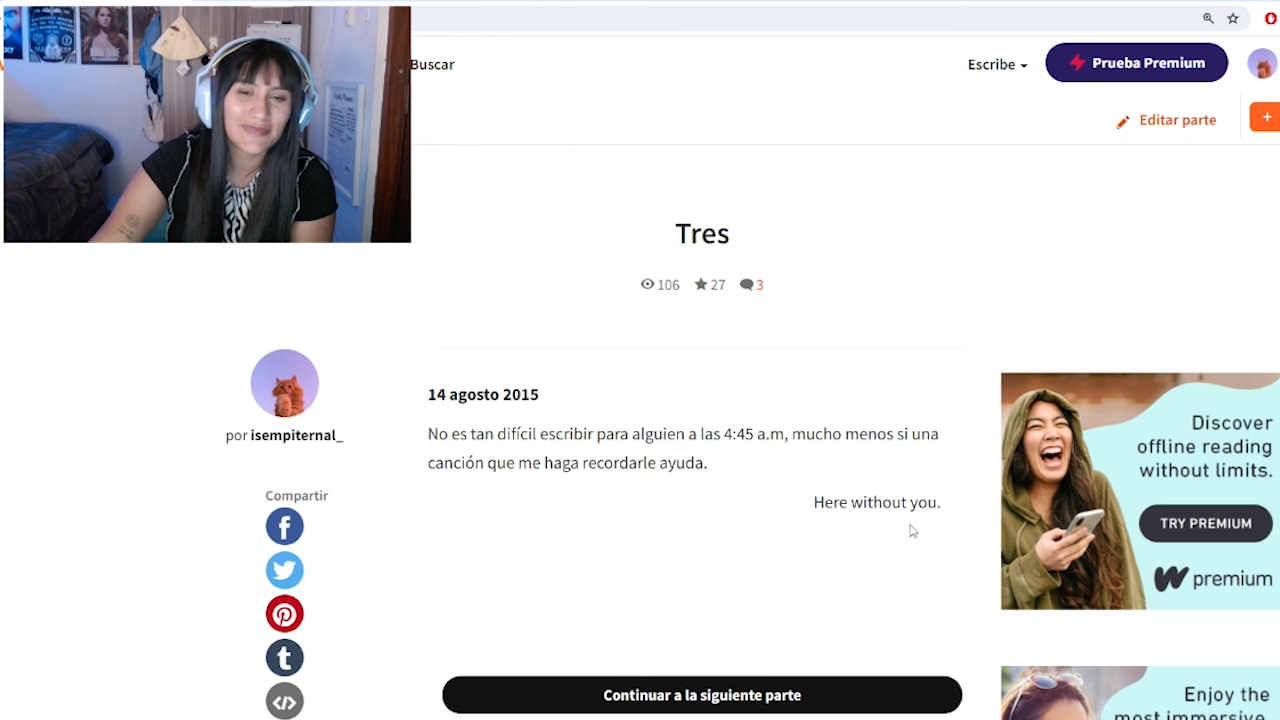 Buscar
Escribe
Prueba Premium
Editar parte
+
Tres
106 27 3
14 agosto 2015
No es tan difícil escribir para alguien a las 4:45 a.m, mucho menos si una
canción que me haga recordarle ayuda.
Here without you.
por isempiternal_
Compartir
Discover
offline reading
without limits.
TRY PREMIUM
premium
Continuar a la siguiente parte
Enjoy the
most immersive